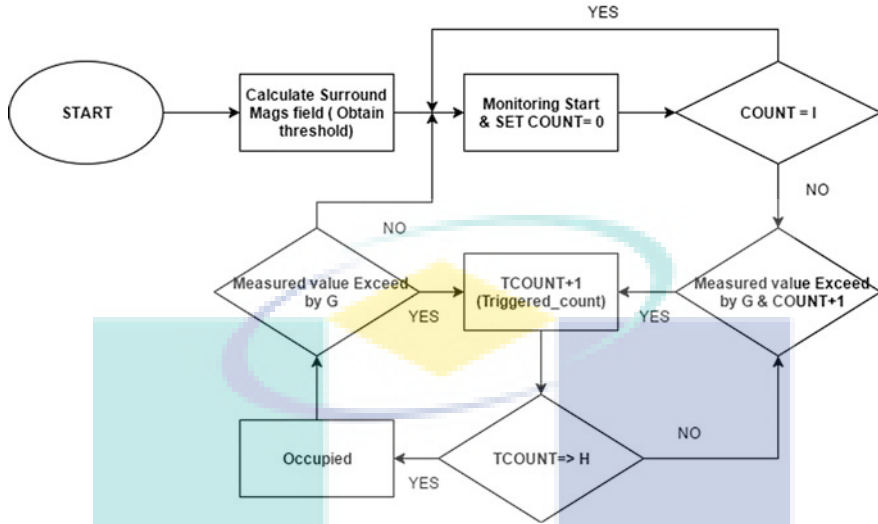 YES
START
Calculate Surround
Mags field ( Obtain
threshold)
Monitoring Start
& SET COUNT= 0
COUNT = I
NO
NO
Measured value Exceed
by G
YES
TCOUNT+1
(Triggered_count)
YES
Measured value Exceed
by G & COUNT+1
Occupied
YES
TCOUNT=> H
NO